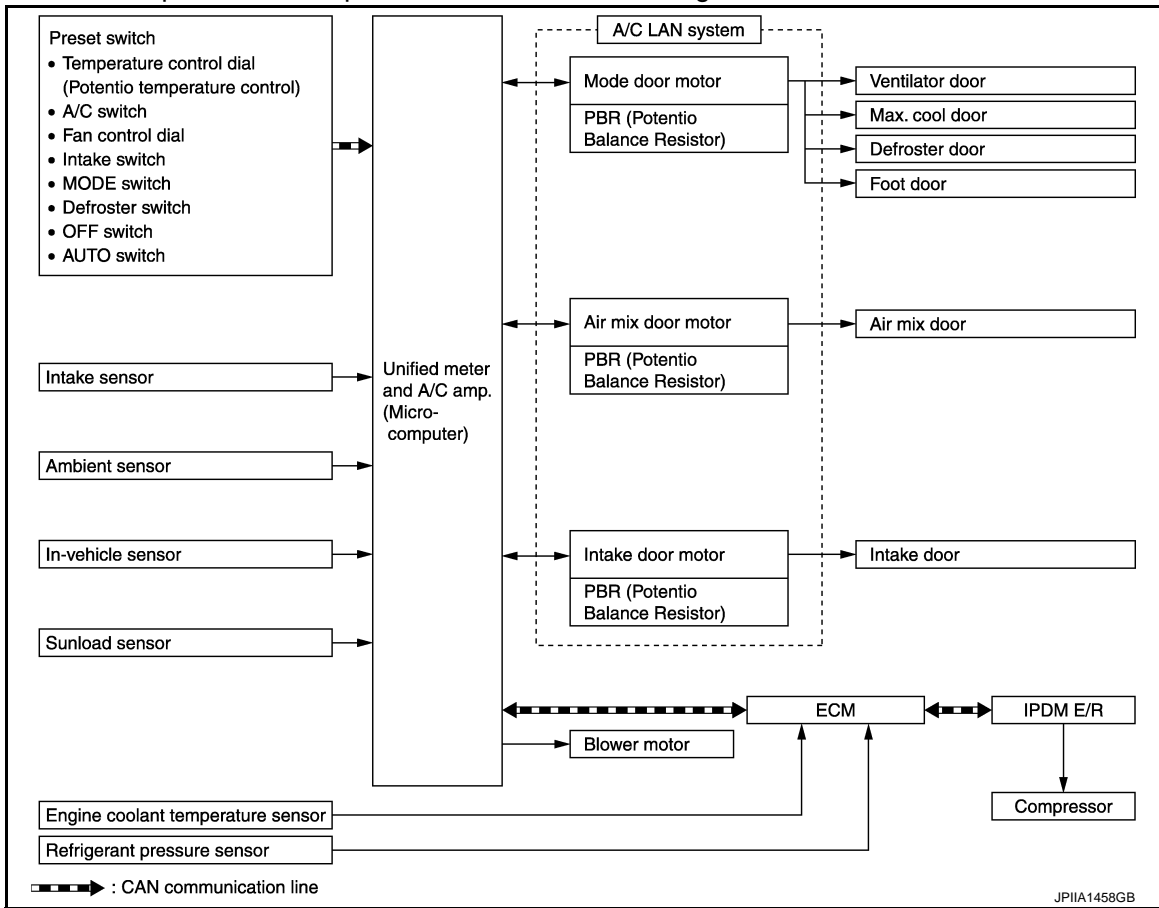 Preset switch
• Temperature control dial
(Potentio temperature control)
• A/C switch
• Fan control dial
• Intake switch
• MODE switch
• Defroster switch
• OFF switch
• AUTO switch
Intake sensor
Ambient sensor
In-vehicle sensor
Sunload sensor
Unified meter
and A/C amp.
(Micro-
computer)
A/C LAN system
Mode door motor
PBR (Potentio
Balance Resistor)
Ventilator door
Max. cool door
Defroster door
Foot door
Air mix door motor
PBR (Potentio
Balance Resistor)
Air mix door
Intake door motor
PBR (Potentio
Balance Resistor)
Intake door
ECM
IPDM E/R
Blower motor
Compressor
Engine coolant temperature sensor
Refrigerant pressure sensor
: CAN communication line
JPIIA1458GB